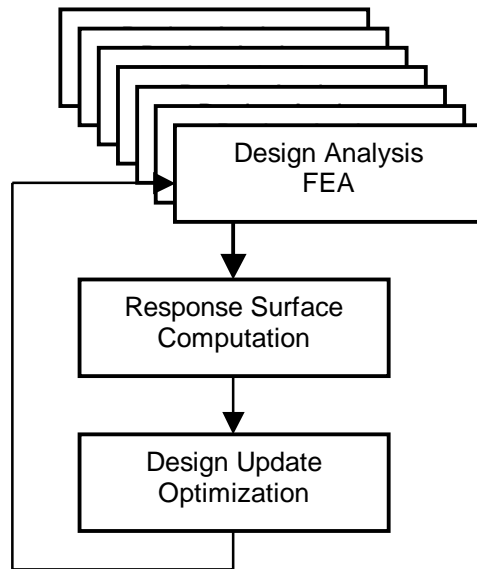 Design Analysis
FEA
Response Surface
Computation
Design Update
Optimization